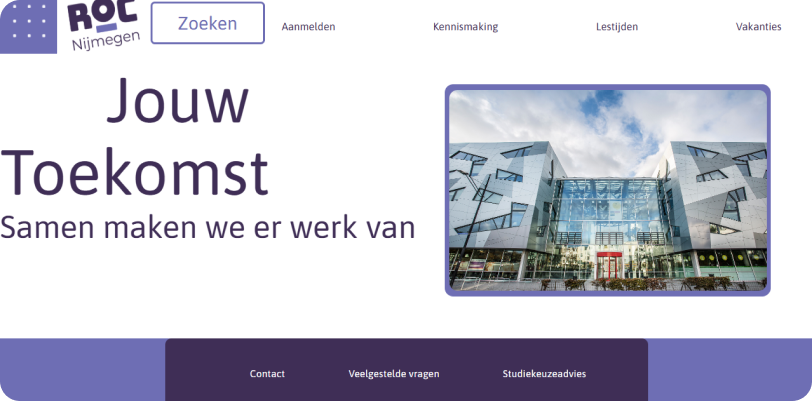 ROC
Nijmegen
Zoeken
Aanmelden
Kennismaking
Lestijden
Vakanties
Jouw
Toekomst
Samen maken we er werk van
Contact
Veelgestelde vragen
Studiekeuzeadvies